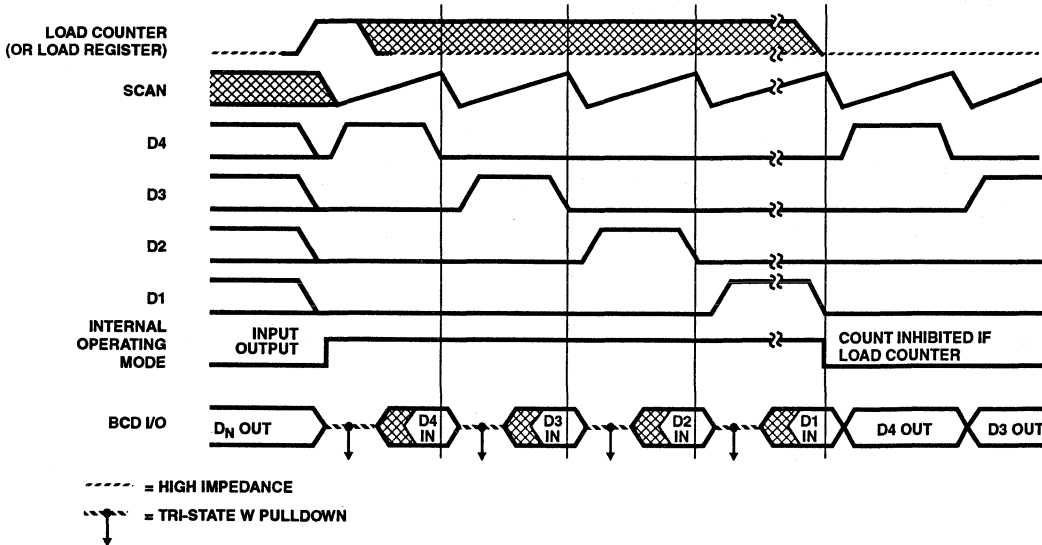 LOAD COUNTER
(OR LOAD REGISTER)
SCAN
D4
D3
D2
D1
INTERNAL
OPERATING
MODE
INPUT
OUTPUT
COUNT INHIBITED IF
LOAD COUNTER
BCD I/O
DN OUT
D4
IN
D3
IN
D2
IN
D1
IN
D4 OUT
D3 OUT
= HIGH IMPEDANCE
= TRI-STATE W PULLDOWN